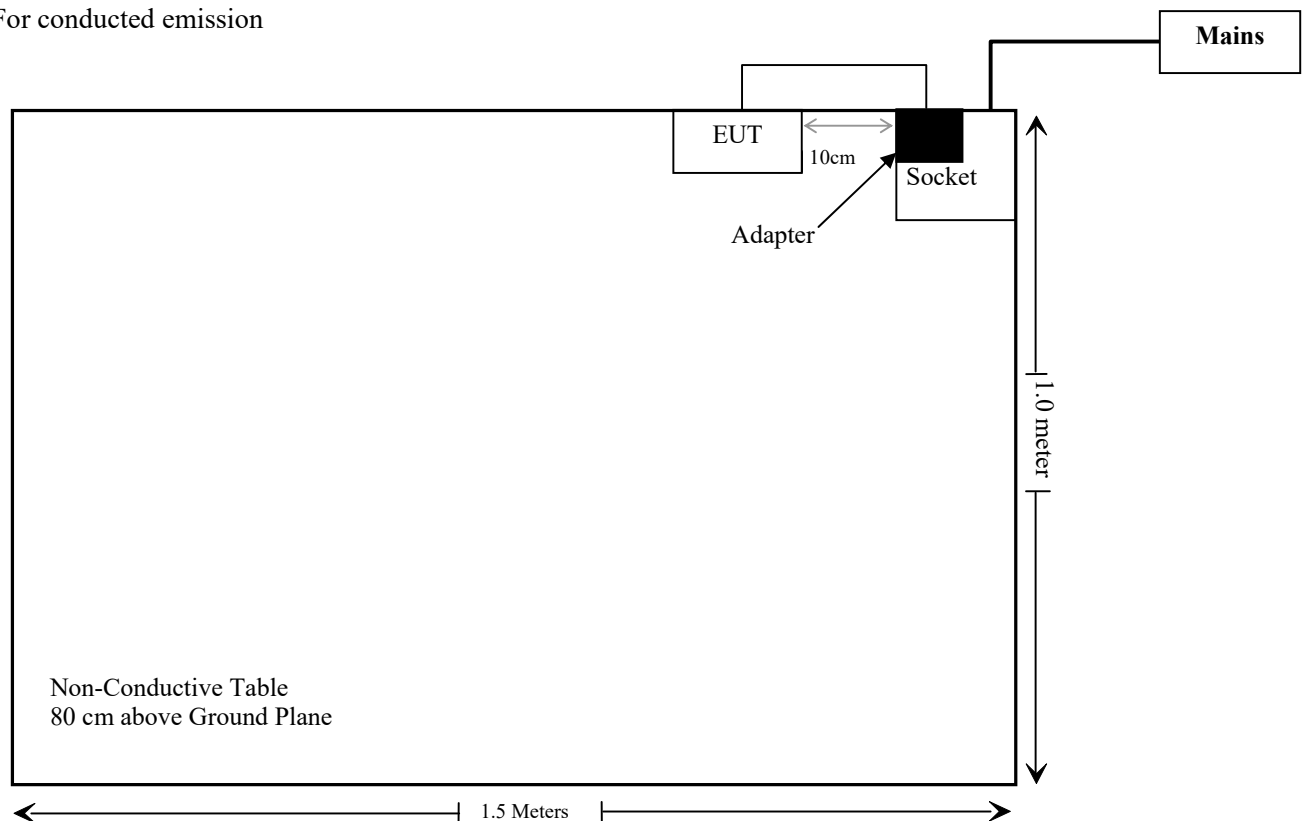 For conducted emission
Mains
EUT
10cm
Socket
Adapter
1.0 meter
Non-Conductive Table
80 cm above Ground Plane
1.5 Meters